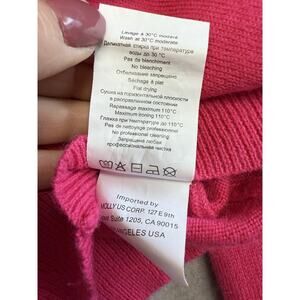 Lavage à 30°C modéré
Wash at 30°C moderate
Деликатная стирка при температуре
воды до 30 °C
Pas de blanchiment
No bleaching
Отбеливание запрещено
Séchage à plat
Flat drying
Сушка на горизонтальной плоскости
в расправленном состоянии
Repassage maximum 110°C
Maximum ironing 110°C
Глажка при температуре до 110°C
Pas de nettoyage professionnel
No professional cleaning
Запрещена любая
профессиональная чистка
Imported by
MOLLY US CORP. 127 E 9th
Suite 1205, CA 90015
ANGELES USA